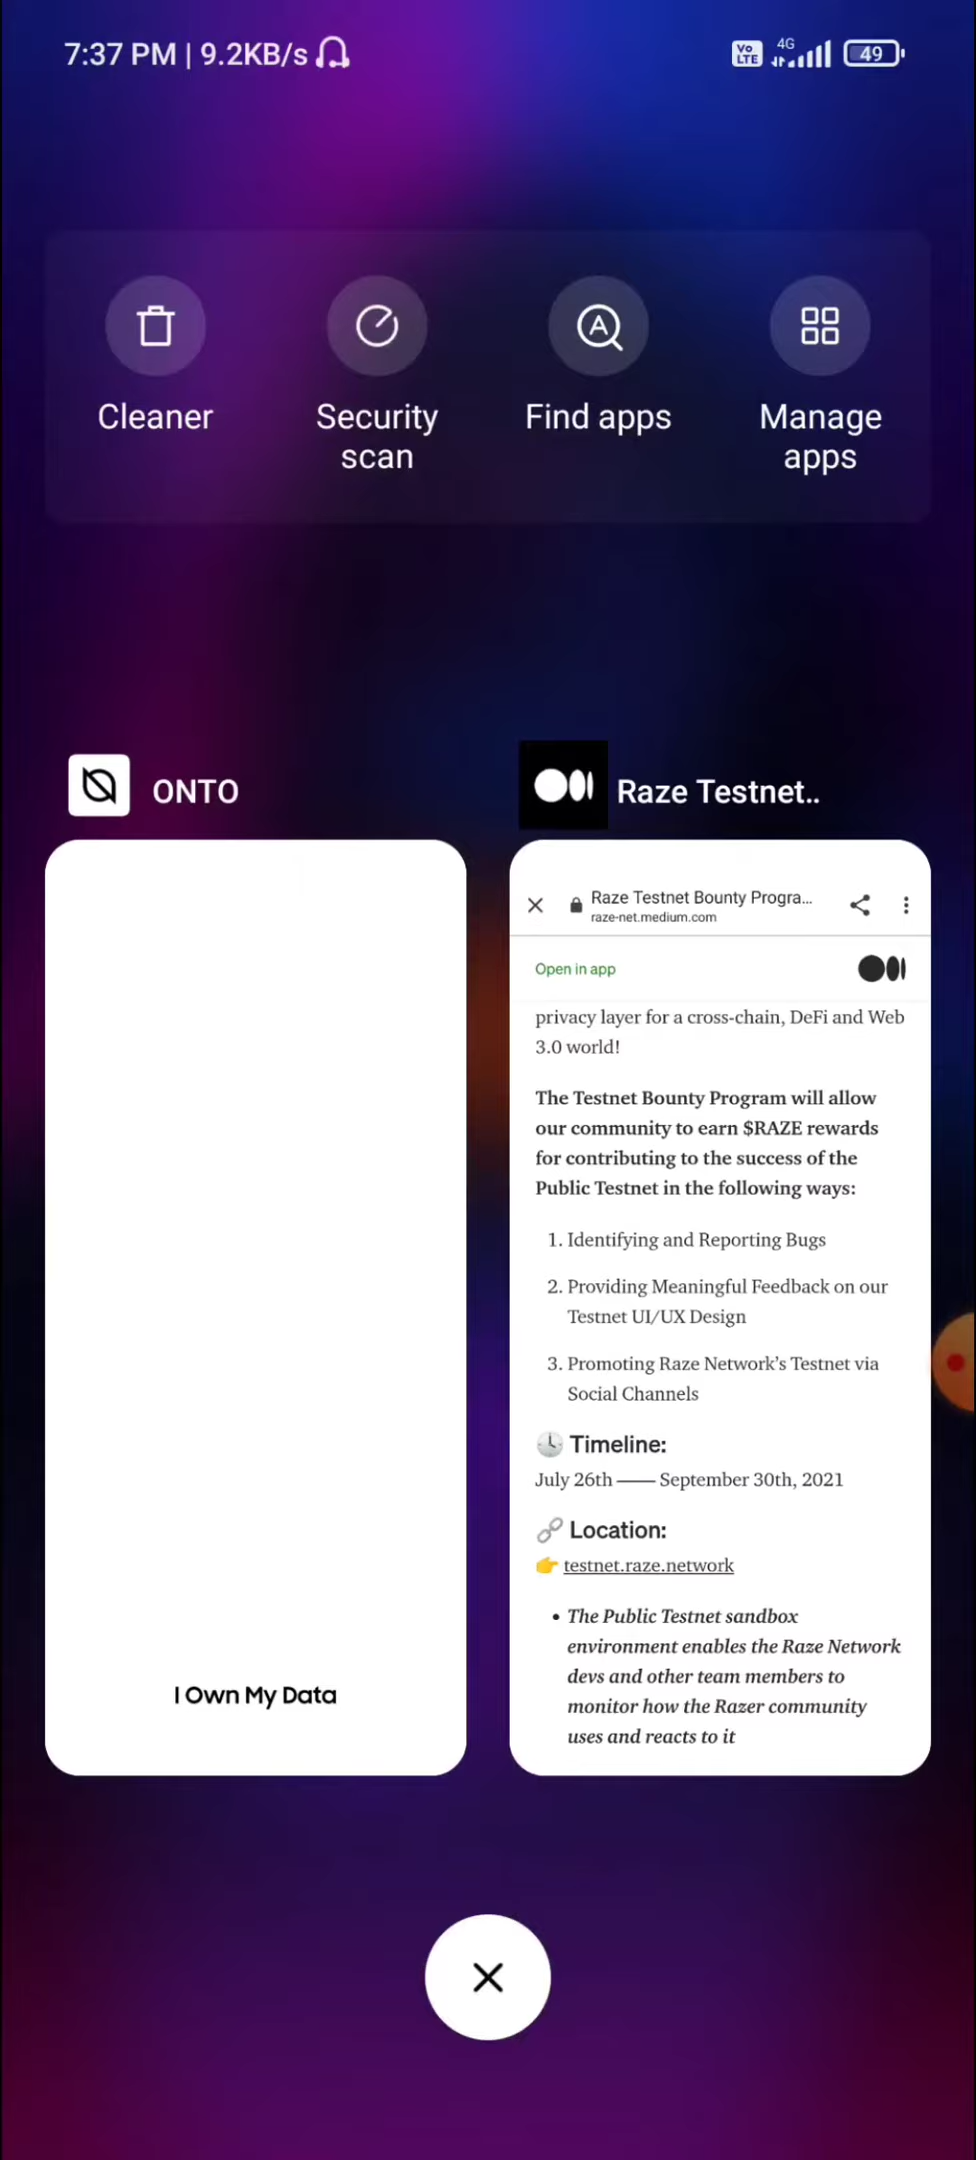 7:37 PM | 9.2KB/s
Vo
LTE
4G
49
Cleaner
Security
scan
Find apps
Manage
apps
ONTO
I Own My Data
Raze Testnet..
Raze Testnet Bounty Progra...
raze-net.medium.com
Open in app
privacy layer for a cross-chain, DeFi and Web
3.0 world!
The Testnet Bounty Program will allow
our community to earn $RAZE rewards
for contributing to the success of the
Public Testnet in the following ways:
1. Identifying and Reporting Bugs
2. Providing Meaningful Feedback on our
Testnet UI/UX Design
3. Promoting Raze Network’s Testnet via
Social Channels
🕓 Timeline:
July 26th —— September 30th, 2021
🔗 Location:
👉 testnet.raze.network
• The Public Testnet sandbox
environment enables the Raze Network
devs and other team members to
monitor how the Razer community
uses and reacts to it